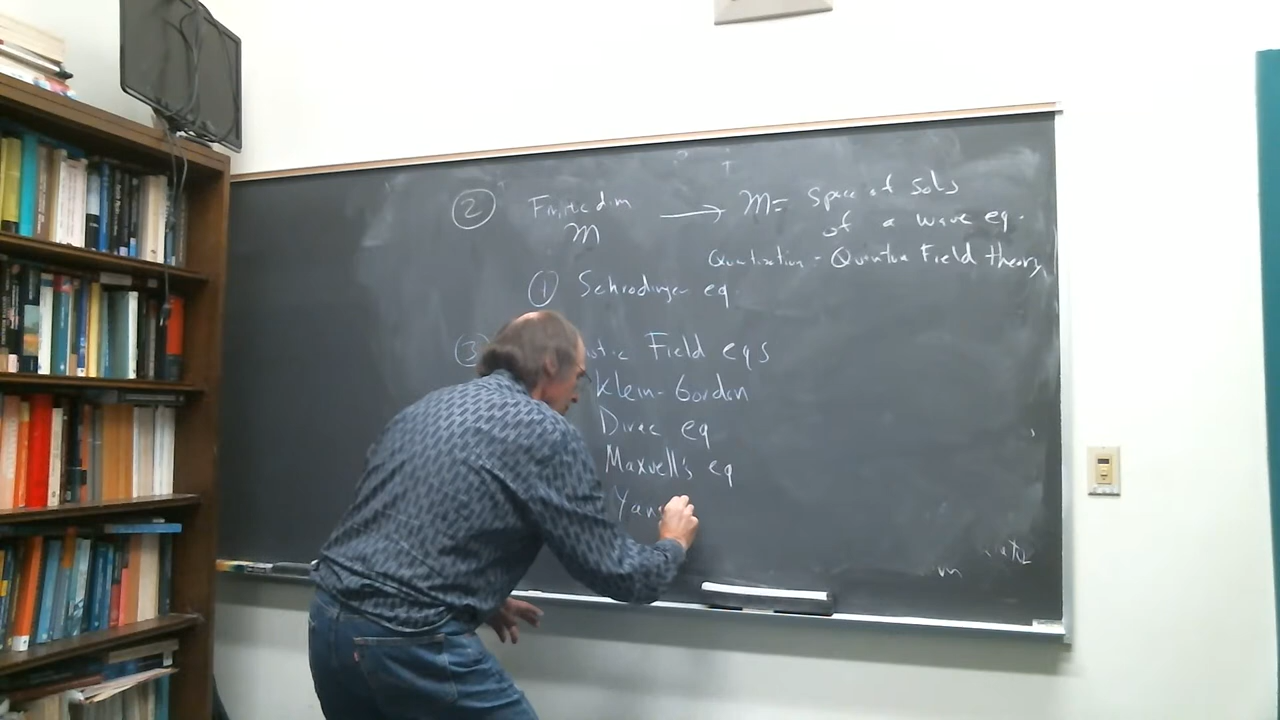 ② Finite dim → M = Space of Sols
M of a wave eq.
Quantization - Quantum Field theory
① Schrodinger eq.
③ Field eqs
Klein-Gordon
Dirac eq
Maxwell's eq
Yan